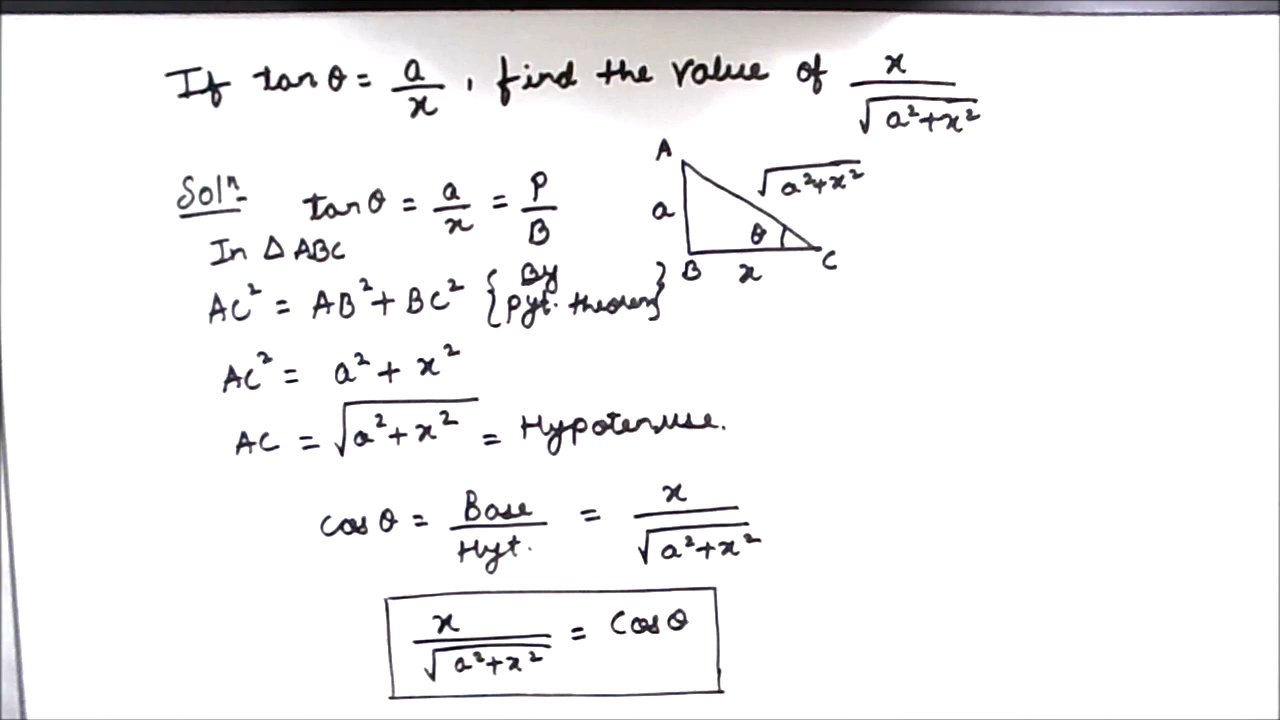 If tan θ = a/x, find the value of x/√(a²+x²)
Solⁿ- tan θ = a/x = P/B
In △ ABC
AC² = AB² + BC² {By Pyt. theorem}
AC² = a² + x²
AC = √(a²+x²) = Hypotenuse.
cos θ = Base/Hyt. = x/√(a²+x²)
x/√(a²+x²) = Cos θ
A
√(a²+x²)
a
θ
B
x
C